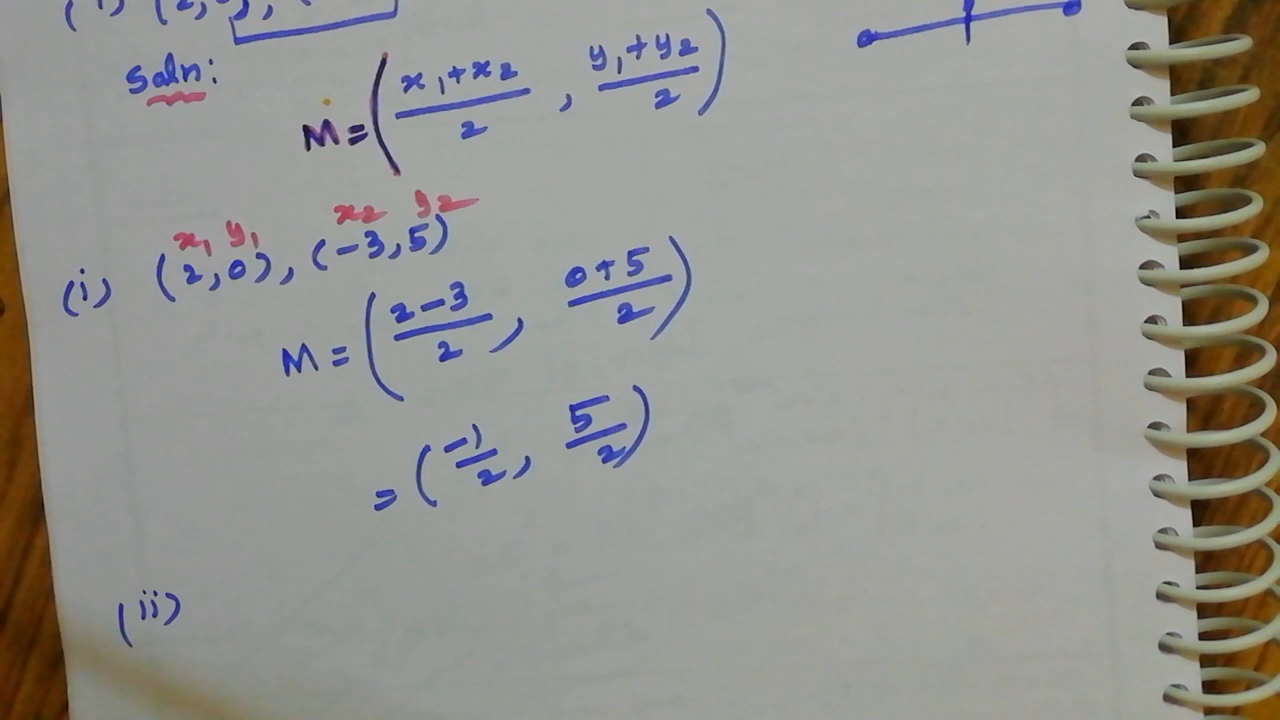 Soln:
M = ( x₁+x₂ / 2 , y₁+y₂ / 2 )
x₁ y₁ x₂ y₂
(i) (2,0), (-3,5)
M = ( 2-3 / 2 , 0+5 / 2 )
= ( -1/2 , 5/2 )
(ii)